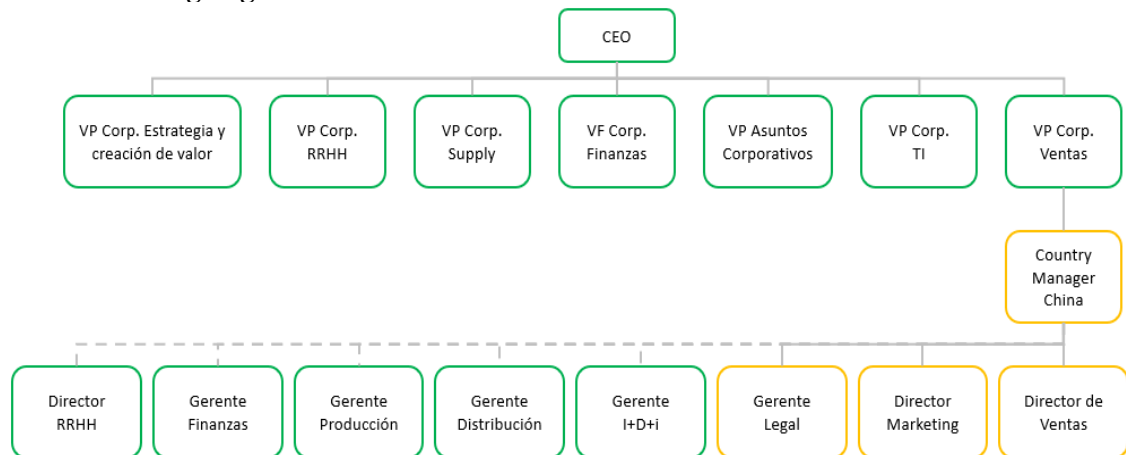 CEO
VP Corp. Estrategia y
creación de valor
VP Corp.
RRHH
VP Corp.
Supply
VF Corp.
Finanzas
VP Asuntos
Corporativos
VP Corp.
TI
VP Corp.
Ventas
Country
Manager
China
Director
RRHH
Gerente
Finanzas
Gerente
Producción
Gerente
Distribución
Gerente
I+D+i
Gerente
Legal
Director
Marketing
Director de
Ventas